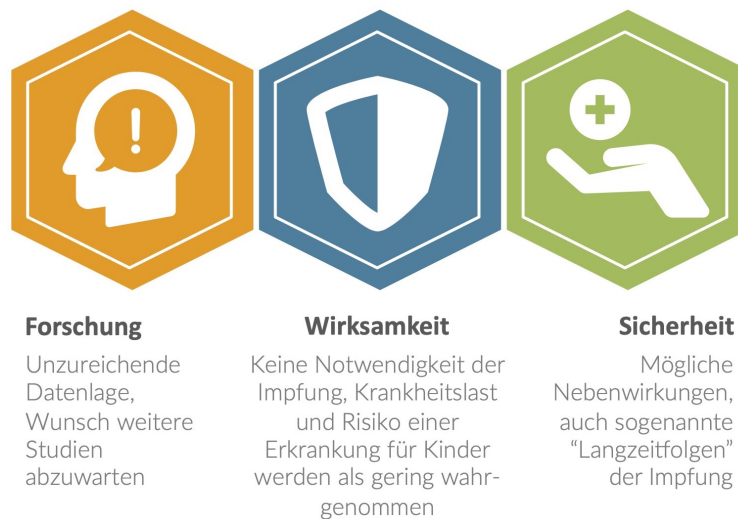 Forschung
Unzureichende
Datenlage,
Wunsch weitere
Studien
abzuwarten
Wirksamkeit
Keine Notwendigkeit der
Impfung, Krankheitslast
und Risiko einer
Erkrankung für Kinder
werden als gering wahr-
genommen
Sicherheit
Mögliche
Nebenwirkungen,
auch sogenannte
“Langzeitfolgen”
der Impfung